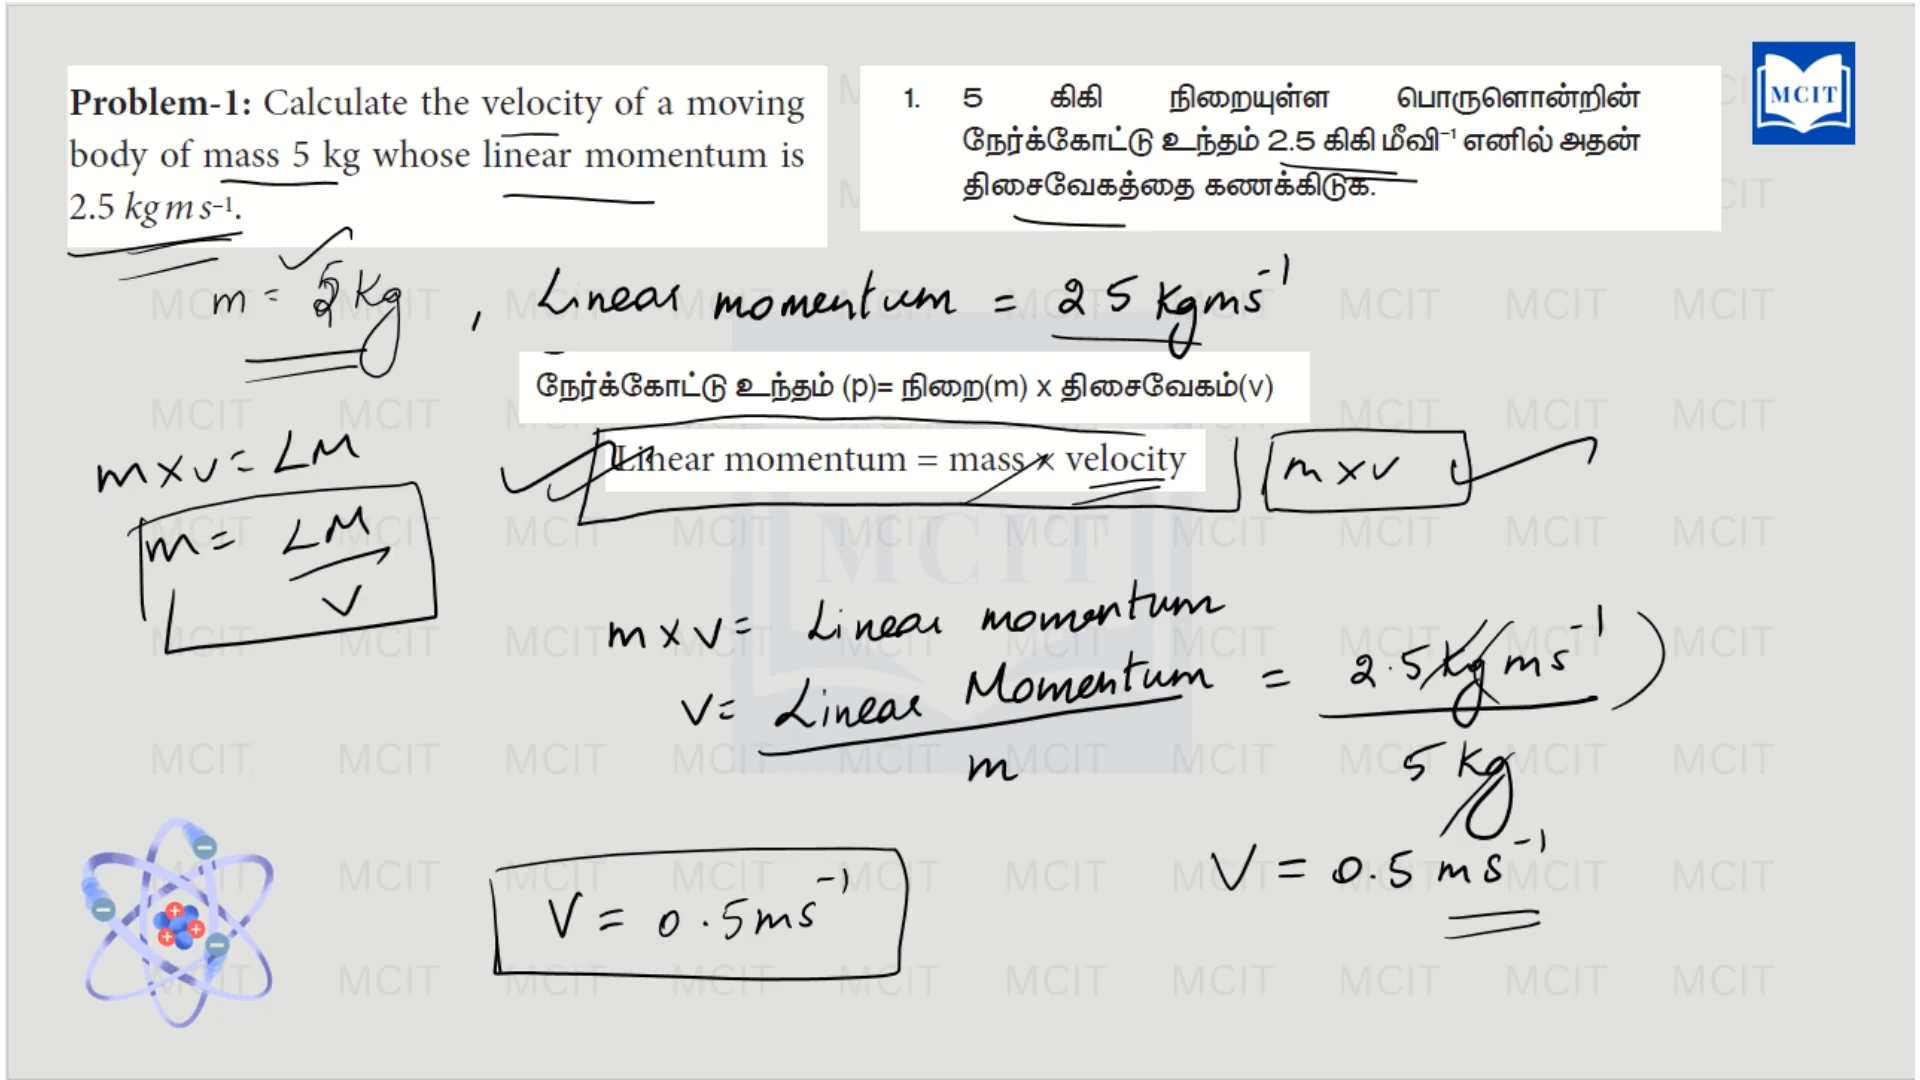 Problem-1: Calculate the velocity of a moving
body of mass 5 kg whose linear momentum is
2.5 kg m s⁻¹.
1. 5 கிகி நிறையுள்ள பொருளொன்றின்
நேர்க்கோட்டு உந்தம் 2.5 கிகி மீவி⁻¹ எனில் அதன்
திசைவேகத்தை கணக்கிடுக.
MCIT
m = 5 Kg , Linear momentum = 2.5 Kgms⁻¹
நேர்க்கோட்டு உந்தம் (p)= நிறை(m) x திசைவேகம்(v)
Linear momentum = mass × velocity
m x v
m x v = LM
m = LM
v
m x v = Linear momentum
v = Linear Momentum = 2.5 Kg ms⁻¹
m 5 Kg
V = 0.5 ms⁻¹
V = 0.5 ms⁻¹